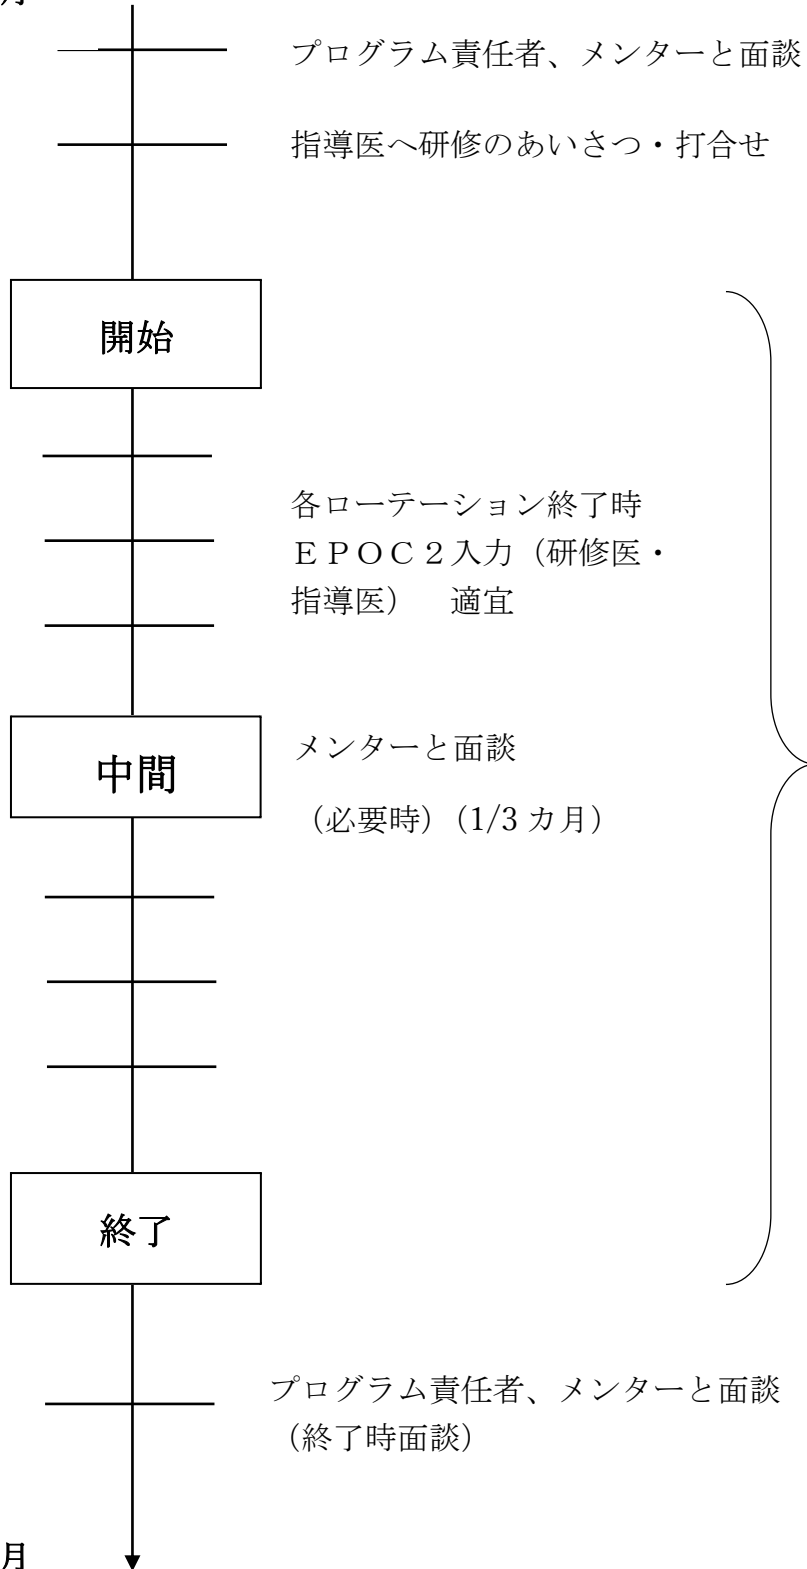 月
プログラム責任者、メンターと面談
指導医へ研修のあいさつ・打合せ
開始
各ローテーション終了時
ＥＰＯＣ２入力（研修医・
指導医）　適宜
中間
メンターと面談
（必要時）（1/3 カ月）
終了
プログラム責任者、メンターと面談
（終了時面談）
月